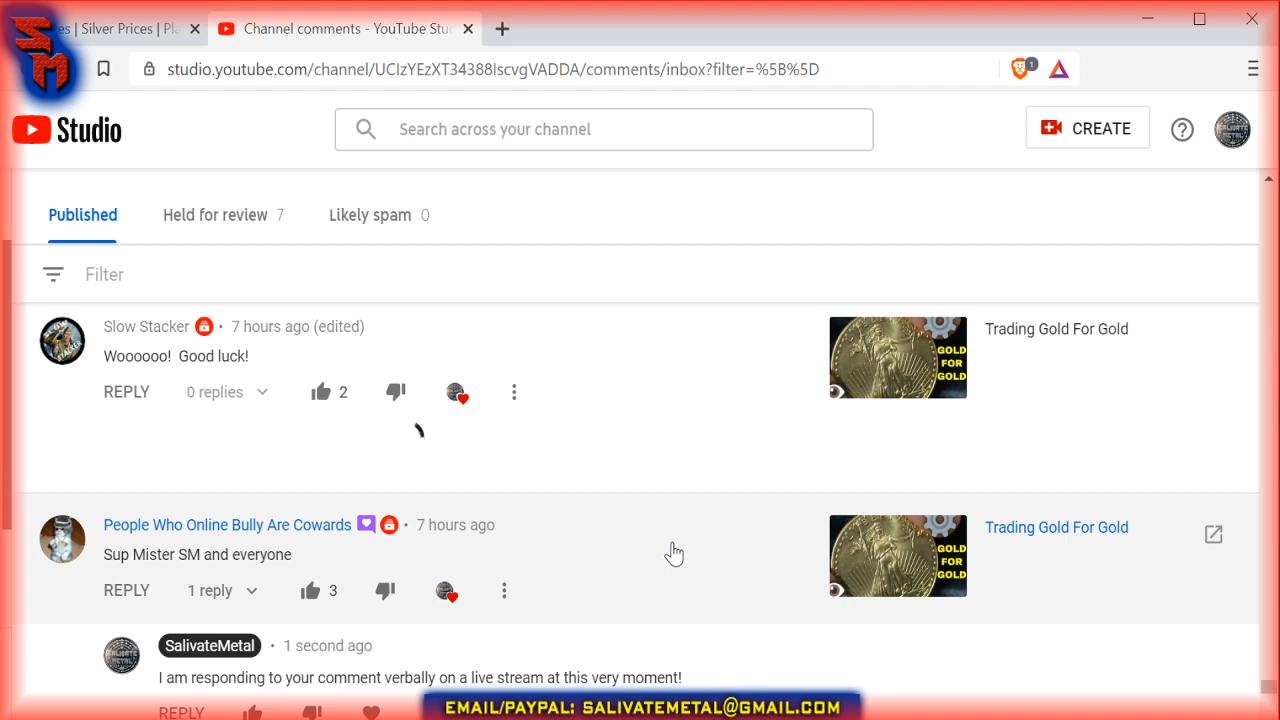 SM
es | Silver Prices | Pla
Channel comments - YouTube Stud
studio.youtube.com/channel/UCIzYEzXT34388lscvgVADDA/comments/inbox?filter=%5B%5D
1
Studio
Search across your channel
CREATE
Published
Held for review 7
Likely spam 0
Filter
Slow Stacker • 7 hours ago (edited)
Woooooo! Good luck!
REPLY 0 replies 2
GOLD
FOR
GOLD
Trading Gold For Gold
People Who Online Bully Are Cowards • 7 hours ago
Sup Mister SM and everyone
REPLY 1 reply 3
GOLD
FOR
GOLD
Trading Gold For Gold
SalivateMetal • 1 second ago
I am responding to your comment verbally on a live stream at this very moment!
REPLY
EMAIL/PAYPAL: SALIVATEMETAL@GMAIL.COM